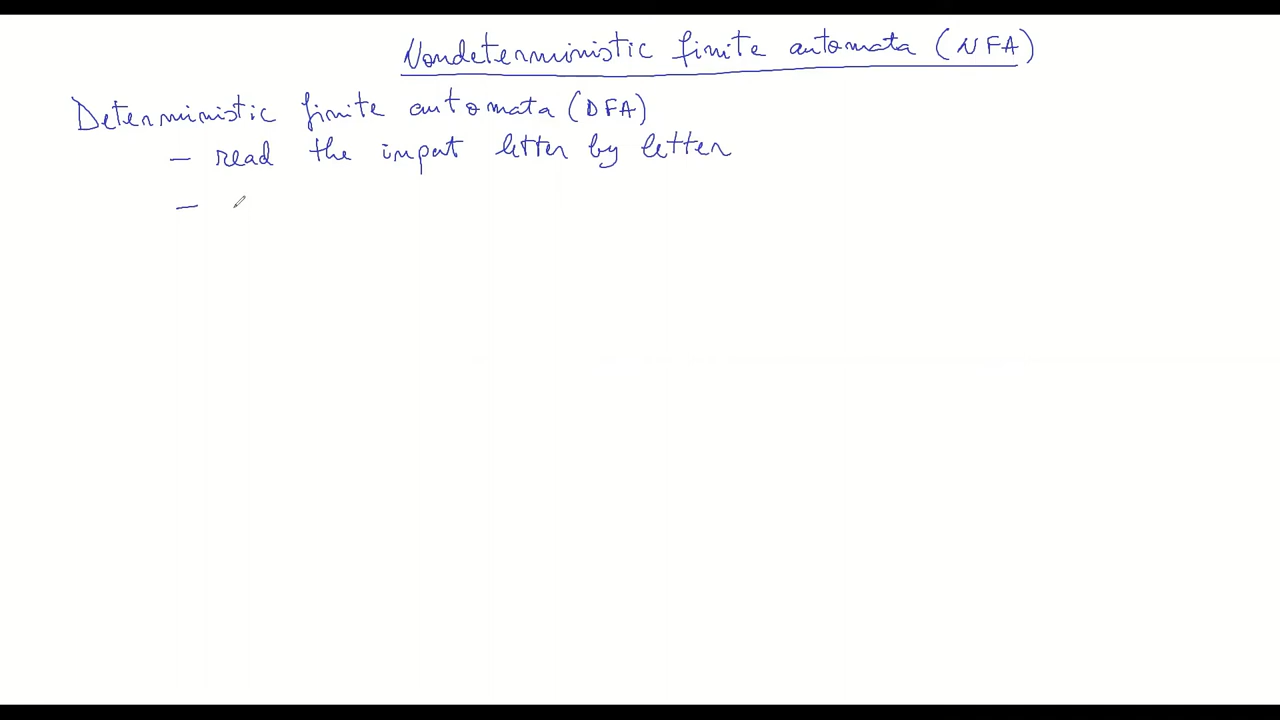 Nondeterministic finite automata (NFA)
Deterministic finite automata (DFA)
– read the input letter by letter
–